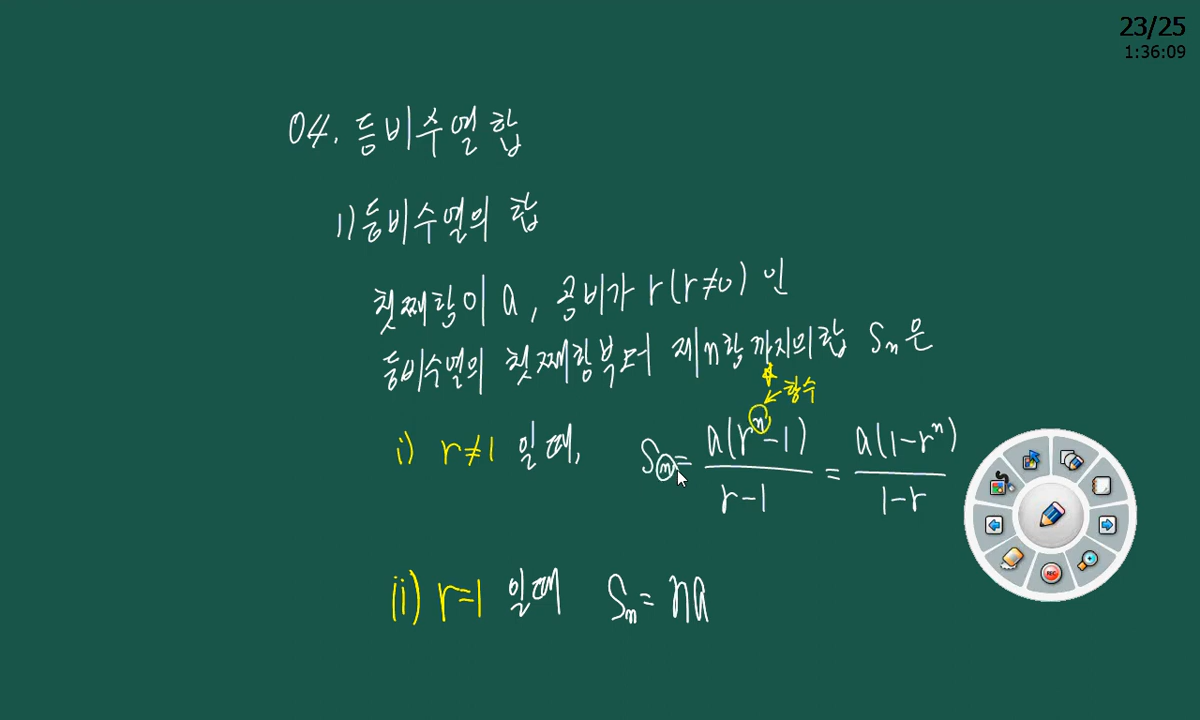 23/25
1:36:09
04. 등비수열 합
1) 등비수열의 합
첫째항이 a, 공비가 r(r≠0) 인
등비수열의 첫째항부터 제n항까지의 합 Sₙ은
항수
i) r≠1 일때, Sₙ = a(rⁿ-1) / r-1 = a(1-rⁿ) / 1-r
ii) r=1 일때 Sₙ = na
REC